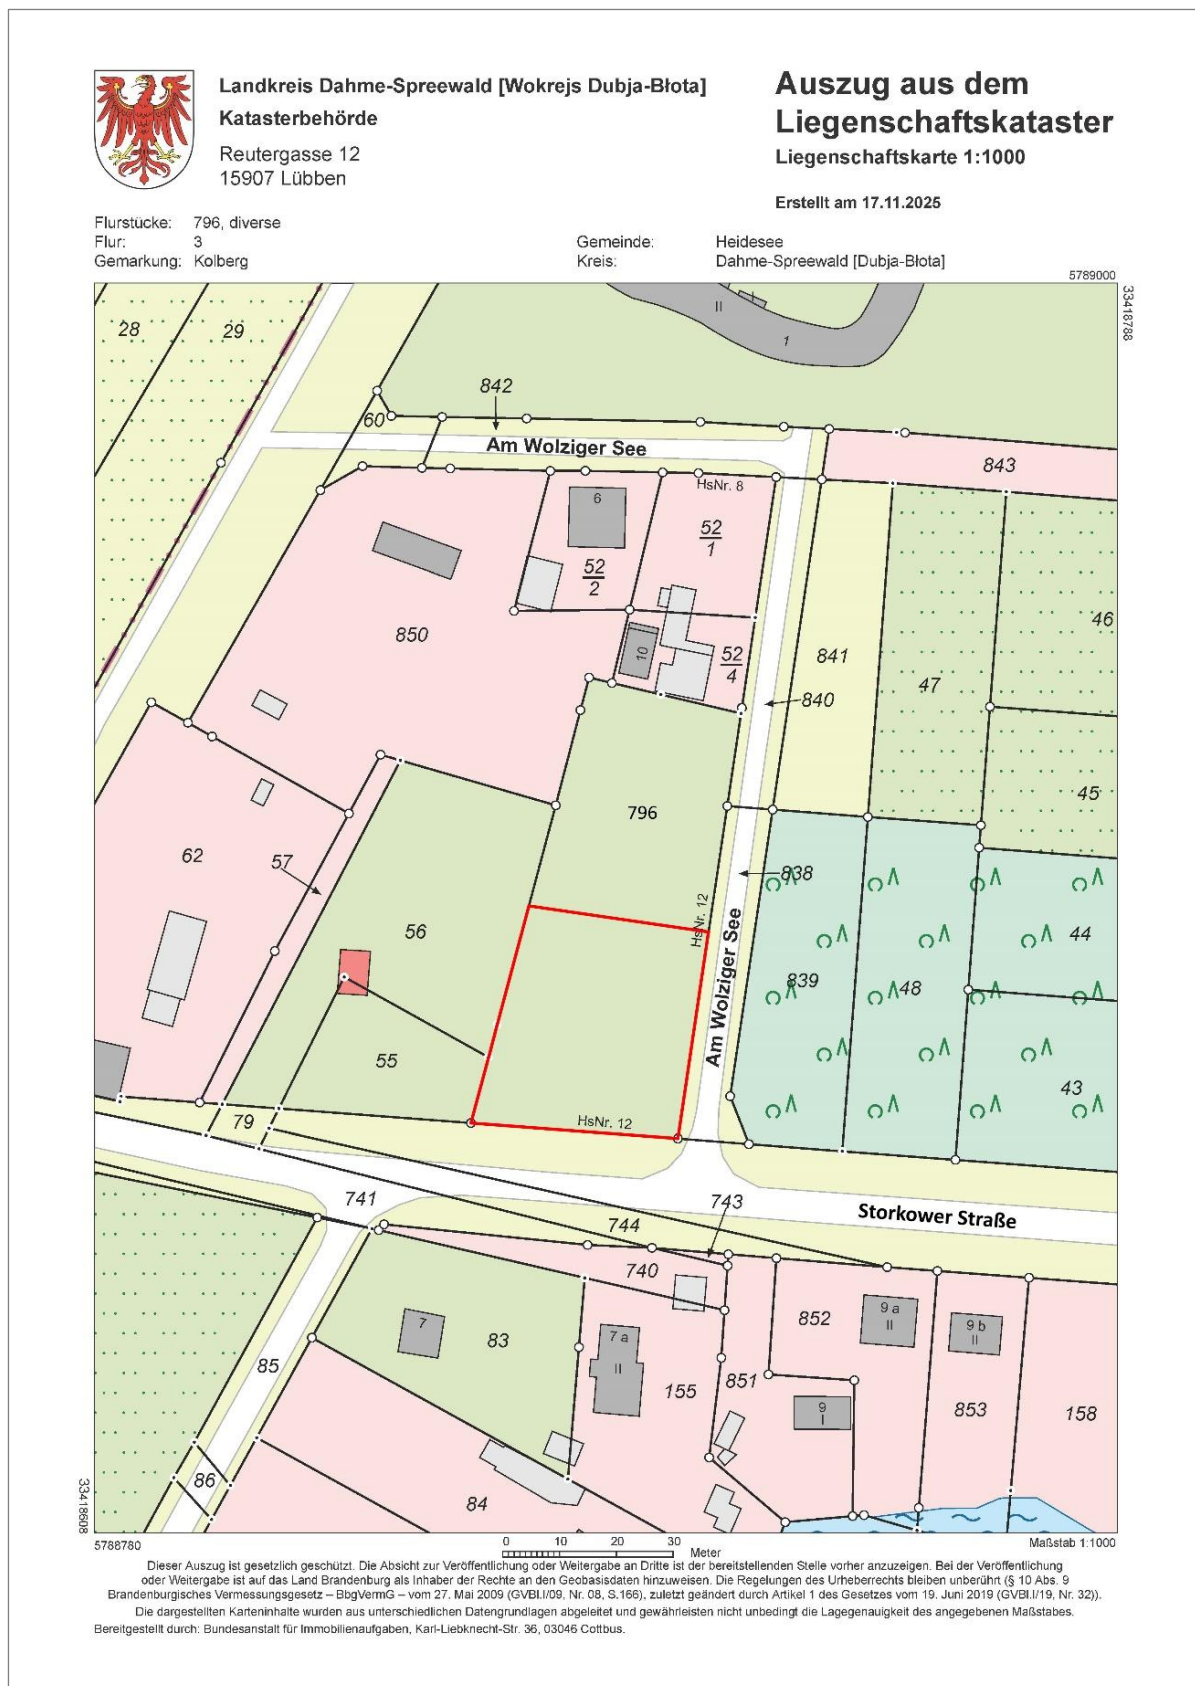 Landkreis Dahme-Spreewald [Wokrejs Dubja-Błota]
Katasterbehörde
Reutergasse 12
15907 Lübben
Auszug aus dem
Liegenschaftskataster
Liegenschaftskarte 1:1000
Erstellt am 17.11.2025
Flurstücke: 796, diverse
Flur: 3
Gemarkung: Kolberg
Gemeinde: Heidesee
Kreis: Dahme-Spreewald [Dubja-Błota]
5789000
33418788
28
29
II
1
842
60
Am Wolziger See
843
HsNr. 8
6
52
1
52
2
46
850
10
52
4
841
47
840
45
796
62
57
838
HsNr. 12
56
44
Am Wolziger See
839
48
55
43
79
HsNr. 12
741
743
Storkower Straße
744
740
852
9 a
II
9 b
II
7
83
7 a
II
85
155
851
853
158
9
I
86
84
33418608
5788780
0 10 20 30
Meter
Maßstab 1:1000
Dieser Auszug ist gesetzlich geschützt. Die Absicht zur Veröffentlichung oder Weitergabe an Dritte ist der bereitstellenden Stelle vorher anzuzeigen. Bei der Veröffentlichung
oder Weitergabe ist auf das Land Brandenburg als Inhaber der Rechte an den Geobasisdaten hinzuweisen. Die Regelungen des Urheberrechts bleiben unberührt (§ 10 Abs. 9
Brandenburgisches Vermessungsgesetz – BbgVermG – vom 27. Mai 2009 (GVBl.I/09, Nr. 08, S.166), zuletzt geändert durch Artikel 1 des Gesetzes vom 19. Juni 2019 (GVBl.I/19, Nr. 32)).
Die dargestellten Karteninhalte wurden aus unterschiedlichen Datengrundlagen abgeleitet und gewährleisten nicht unbedingt die Lagegenauigkeit des angegebenen Maßstabes.
Bereitgestellt durch: Bundesanstalt für Immobilienaufgaben, Karl-Liebknecht-Str. 36, 03046 Cottbus.